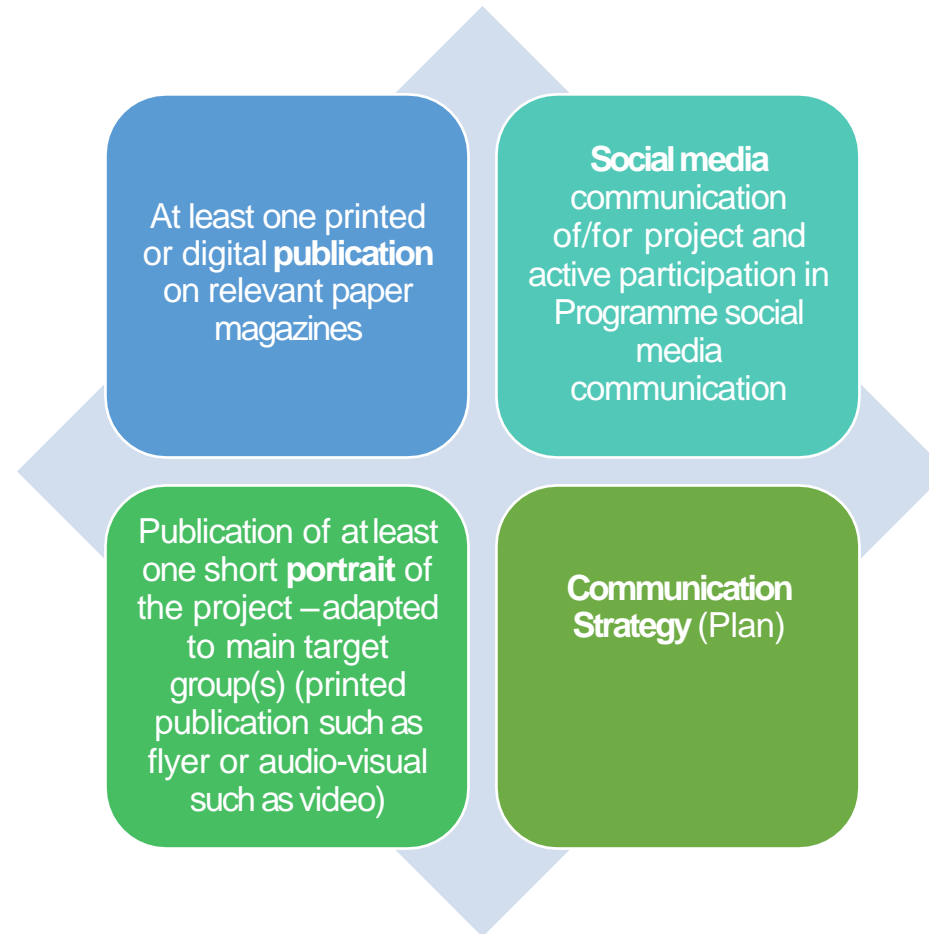 At least one printed
or digital publication
on relevant paper
magazines
Social media
communication
of/for project and
active participation in
Programme social
media
communication
Publication of at least
one short portrait of
the project – adapted
to main target
group(s) (printed
publication such as
flyer or audio-visual
such as video)
Communication
Strategy (Plan)